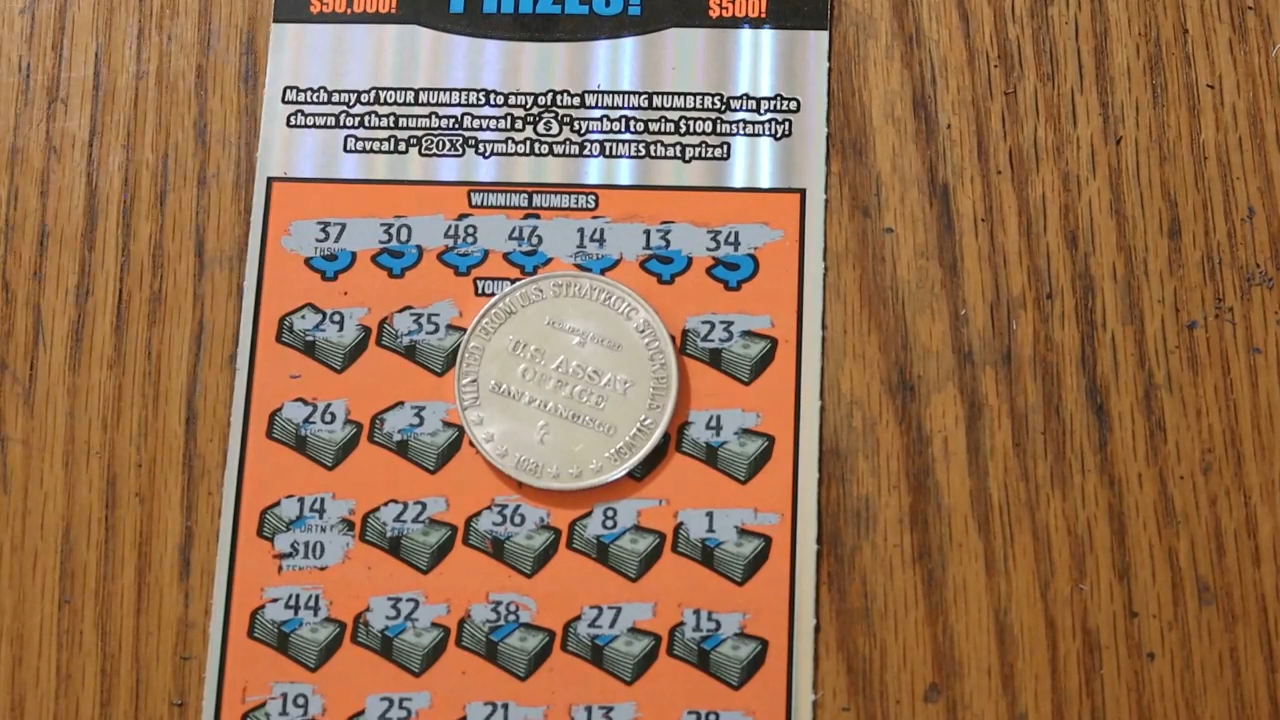 $50,000!
PRIZES!
$500!
Match any of YOUR NUMBERS to any of the WINNING NUMBERS, win prize
shown for that number. Reveal a "$" symbol to win $100 instantly!
Reveal a "20X" symbol to win 20 TIMES that prize!
WINNING NUMBERS
37 30 48 46 14 13 34
YOUR
29 35 23
26 3 4
14 22 36 8 1
$10
44 32 38 27 15
19 25 21 13 28
MINTED FROM U.S. STRATEGIC STOCKPILE SILVER
U.S. ASSAY
OFFICE
SAN FRANCISCO
1981